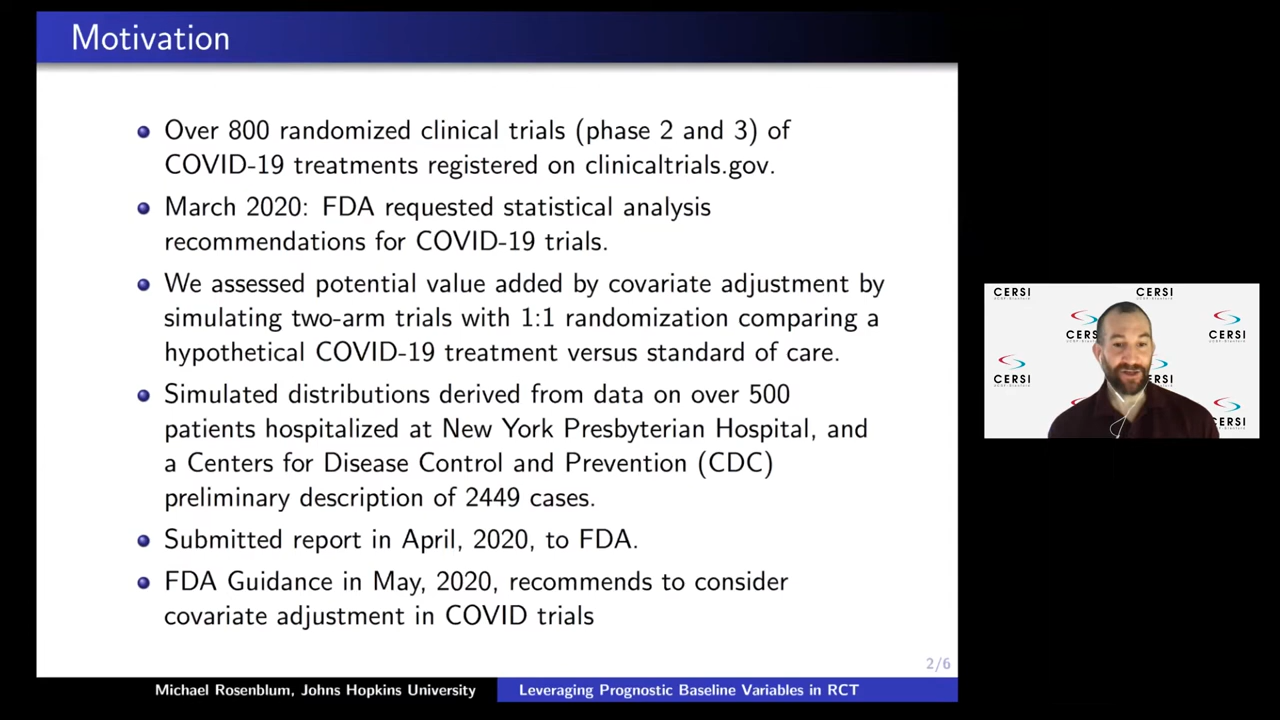 Motivation
Over 800 randomized clinical trials (phase 2 and 3) of
COVID-19 treatments registered on clinicaltrials.gov.
March 2020: FDA requested statistical analysis
recommendations for COVID-19 trials.
We assessed potential value added by covariate adjustment by
simulating two-arm trials with 1:1 randomization comparing a
hypothetical COVID-19 treatment versus standard of care.
Simulated distributions derived from data on over 500
patients hospitalized at New York Presbyterian Hospital, and
a Centers for Disease Control and Prevention (CDC)
preliminary description of 2449 cases.
Submitted report in April, 2020, to FDA.
FDA Guidance in May, 2020, recommends to consider
covariate adjustment in COVID trials
2/6
Michael Rosenblum, Johns Hopkins University
Leveraging Prognostic Baseline Variables in RCT
CERSI
CERSI
CERS
CERSI
CERSI